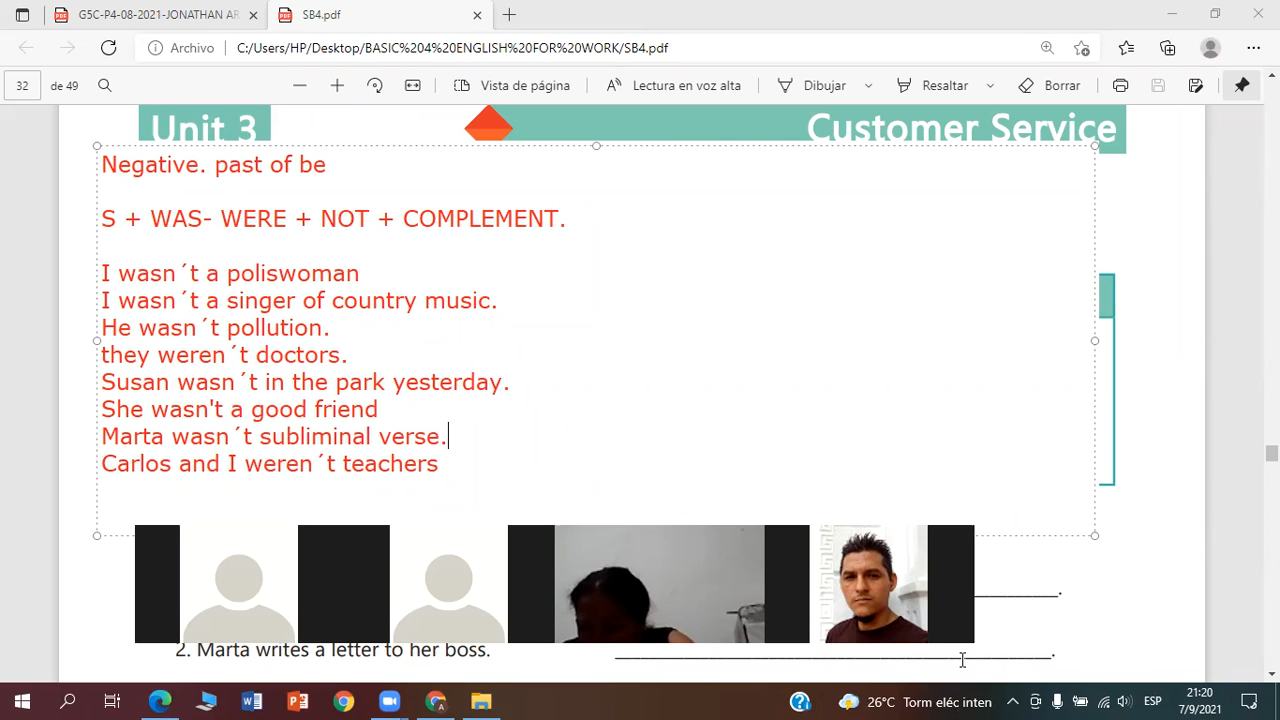 G5C-P4-08-2021-JONATHAN AR
SB4.pdf
Archivo
C:/Users/HP/Desktop/BASIC%204%20ENGLISH%20FOR%20WORK/SB4.pdf
32 de 49
Vista de página
Lectura en voz alta
Dibujar
Resaltar
Borrar
Unit 3
Customer Service
Negative. past of be
S + WAS- WERE + NOT + COMPLEMENT.
I wasn´t a poliswoman
I wasn´t a singer of country music.
He wasn´t pollution.
they weren´t doctors.
Susan wasn´t in the park yesterday.
She wasn't a good friend
Marta wasn´t subliminal verse.
Carlos and I weren´t teachers
2. Marta writes a letter to her boss.
26°C Torm eléc inten
ESP
21:20
7/9/2021